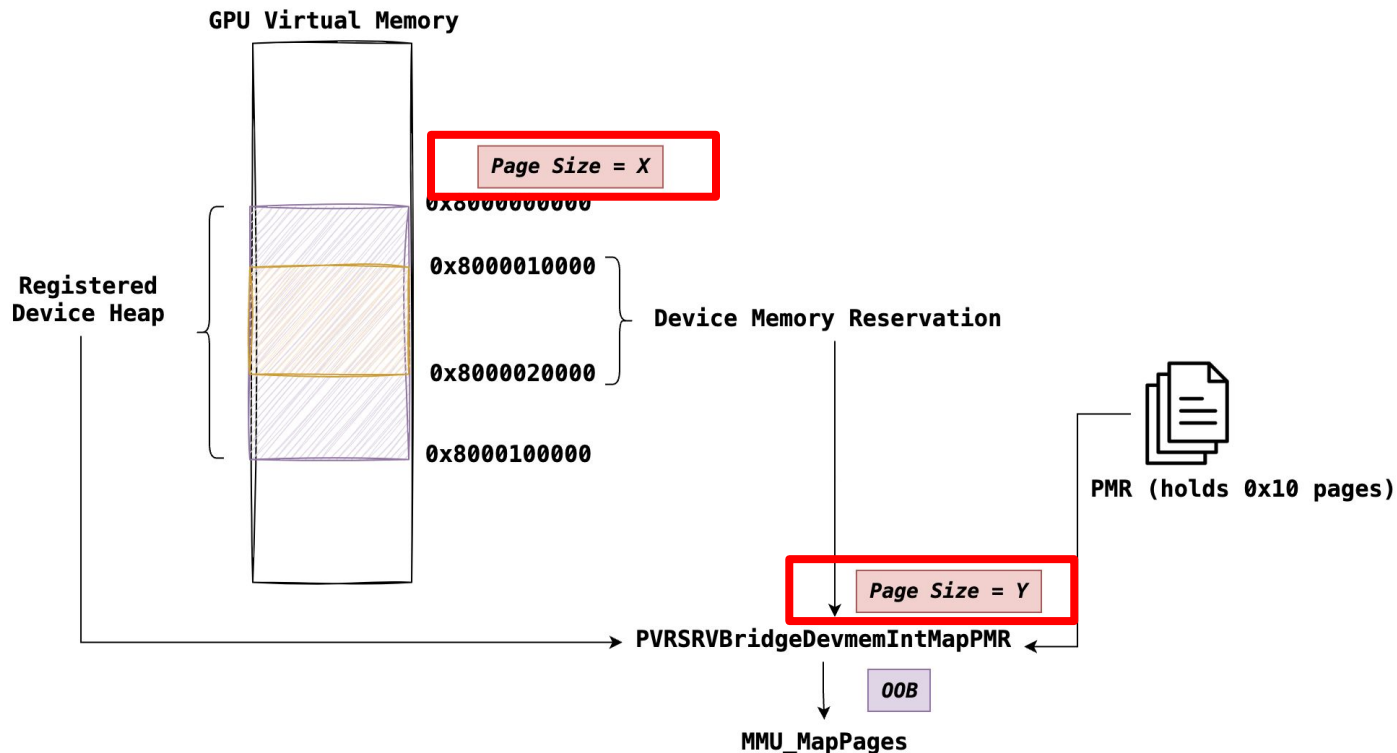 GPU Virtual Memory
Page Size = X
0x8000000000
0x8000010000
Registered
Device Heap
Device Memory Reservation
0x8000020000
0x8000100000
PMR (holds 0x10 pages)
Page Size = Y
PVRSRVBridgeDevmemIntMapPMR
OOB
MMU_MapPages